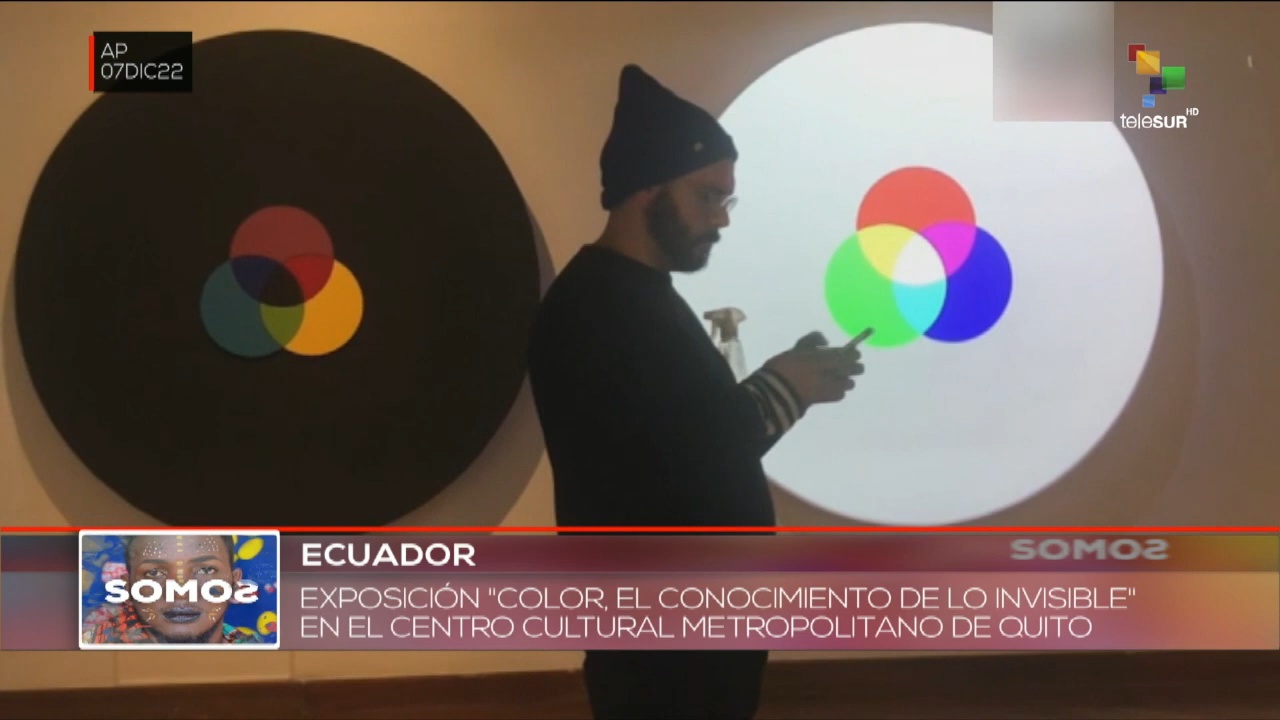 AP
07DIC22
teleSUR HD
ECUADOR
SOMOS
SOMOS
EXPOSICIÓN "COLOR, EL CONOCIMIENTO DE LO INVISIBLE"
EN EL CENTRO CULTURAL METROPOLITANO DE QUITO